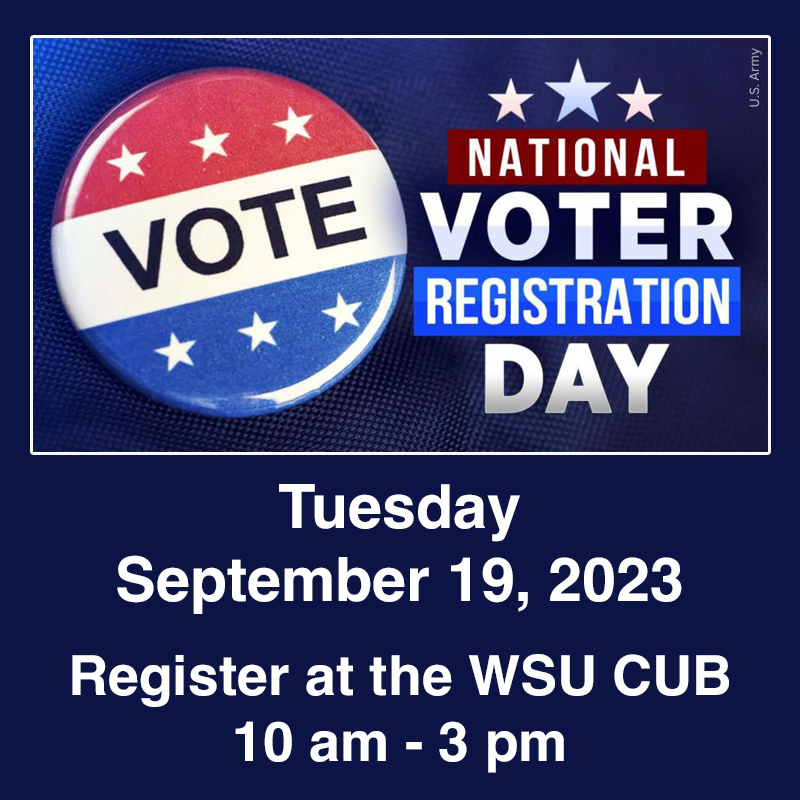 U.S. Army
VOTE
NATIONAL
VOTER
REGISTRATION
DAY
Tuesday
September 19, 2023
Register at the WSU CUB
10 am - 3 pm